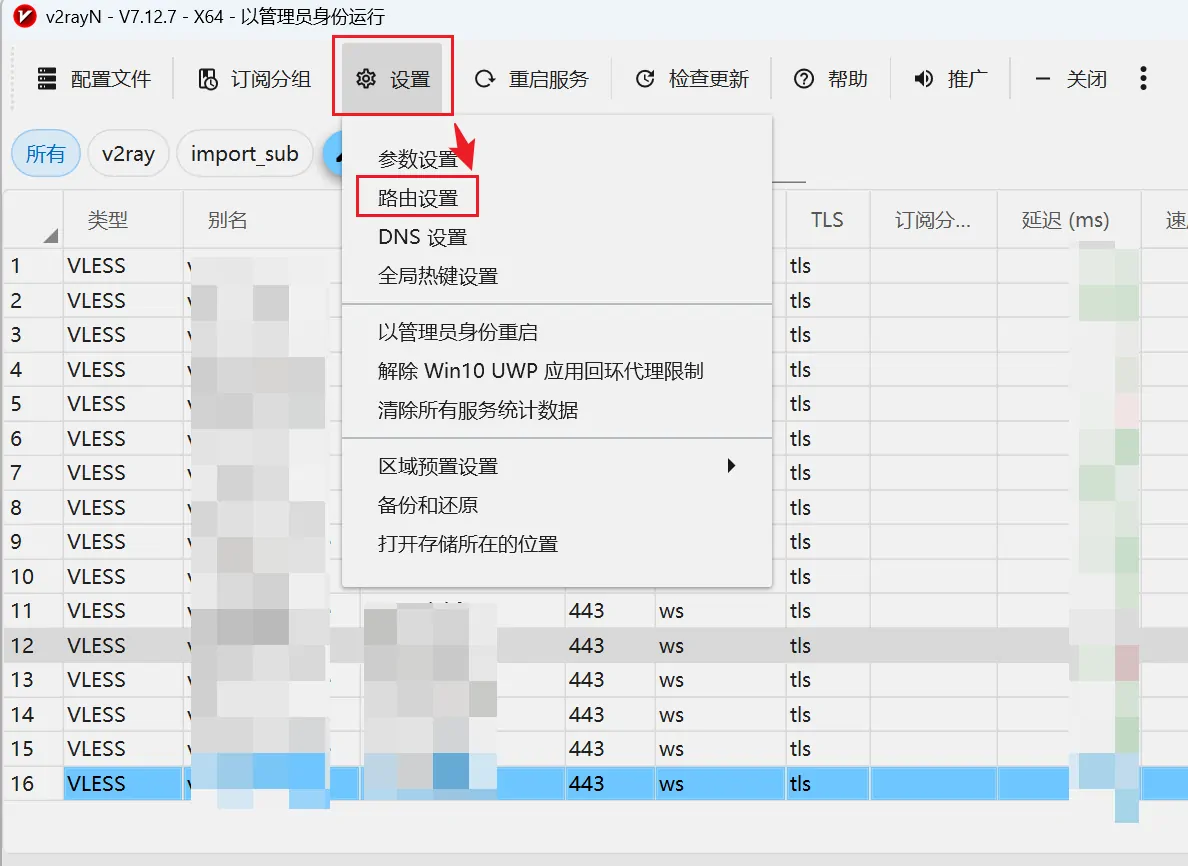 v2rayN - V7.12.7 - X64 - 以管理员身份运行
配置文件 订阅分组 设置 重启服务 检查更新 帮助 推广 关闭
所有 v2ray import_sub
参数设置
路由设置
DNS 设置
全局热键设置
以管理员身份重启
解除 Win10 UWP 应用回环代理限制
清除所有服务统计数据
区域预置设置
备份和还原
打开存储所在的位置
类型 别名 TLS 订阅分... 延迟 (ms)
1 VLESS tls
2 VLESS tls
3 VLESS tls
4 VLESS tls
5 VLESS tls
6 VLESS tls
7 VLESS tls
8 VLESS tls
9 VLESS tls
10 VLESS tls
11 VLESS 443 ws tls
12 VLESS 443 ws tls
13 VLESS 443 ws tls
14 VLESS 443 ws tls
15 VLESS 443 ws tls
16 VLESS 443 ws tls